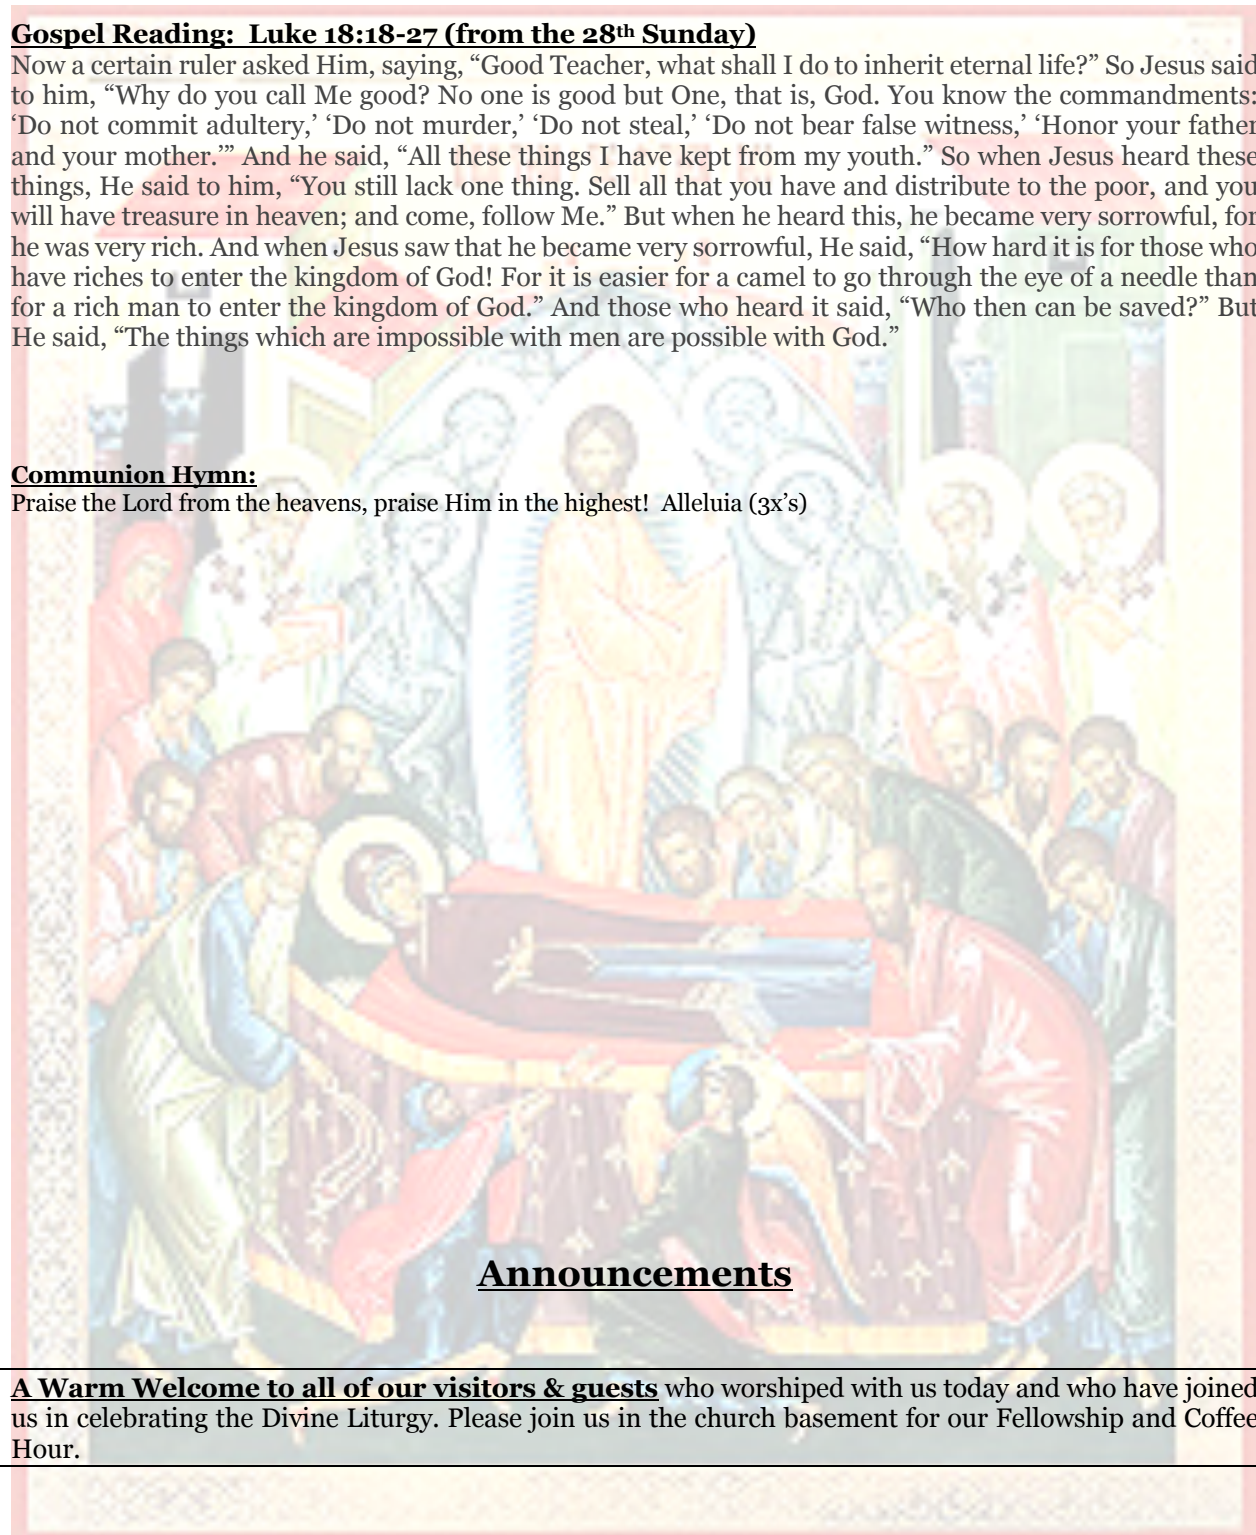 Gospel Reading:  Luke 18:18-27 (from the 28th Sunday)
Now a certain ruler asked Him, saying, “Good Teacher, what shall I do to inherit eternal life?” So Jesus said
to him, “Why do you call Me good? No one is good but One, that is, God. You know the commandments:
‘Do not commit adultery,’ ‘Do not murder,’ ‘Do not steal,’ ‘Do not bear false witness,’ ‘Honor your father
and your mother.’” And he said, “All these things I have kept from my youth.” So when Jesus heard these
things, He said to him, “You still lack one thing. Sell all that you have and distribute to the poor, and you
will have treasure in heaven; and come, follow Me.” But when he heard this, he became very sorrowful, for
he was very rich. And when Jesus saw that he became very sorrowful, He said, “How hard it is for those who
have riches to enter the kingdom of God! For it is easier for a camel to go through the eye of a needle than
for a rich man to enter the kingdom of God.” And those who heard it said, “Who then can be saved?” But
He said, “The things which are impossible with men are possible with God.”
Communion Hymn:
Praise the Lord from the heavens, praise Him in the highest!  Alleluia (3x’s)
Announcements
A Warm Welcome to all of our visitors & guests who worshiped with us today and who have joined
us in celebrating the Divine Liturgy. Please join us in the church basement for our Fellowship and Coffee
Hour.